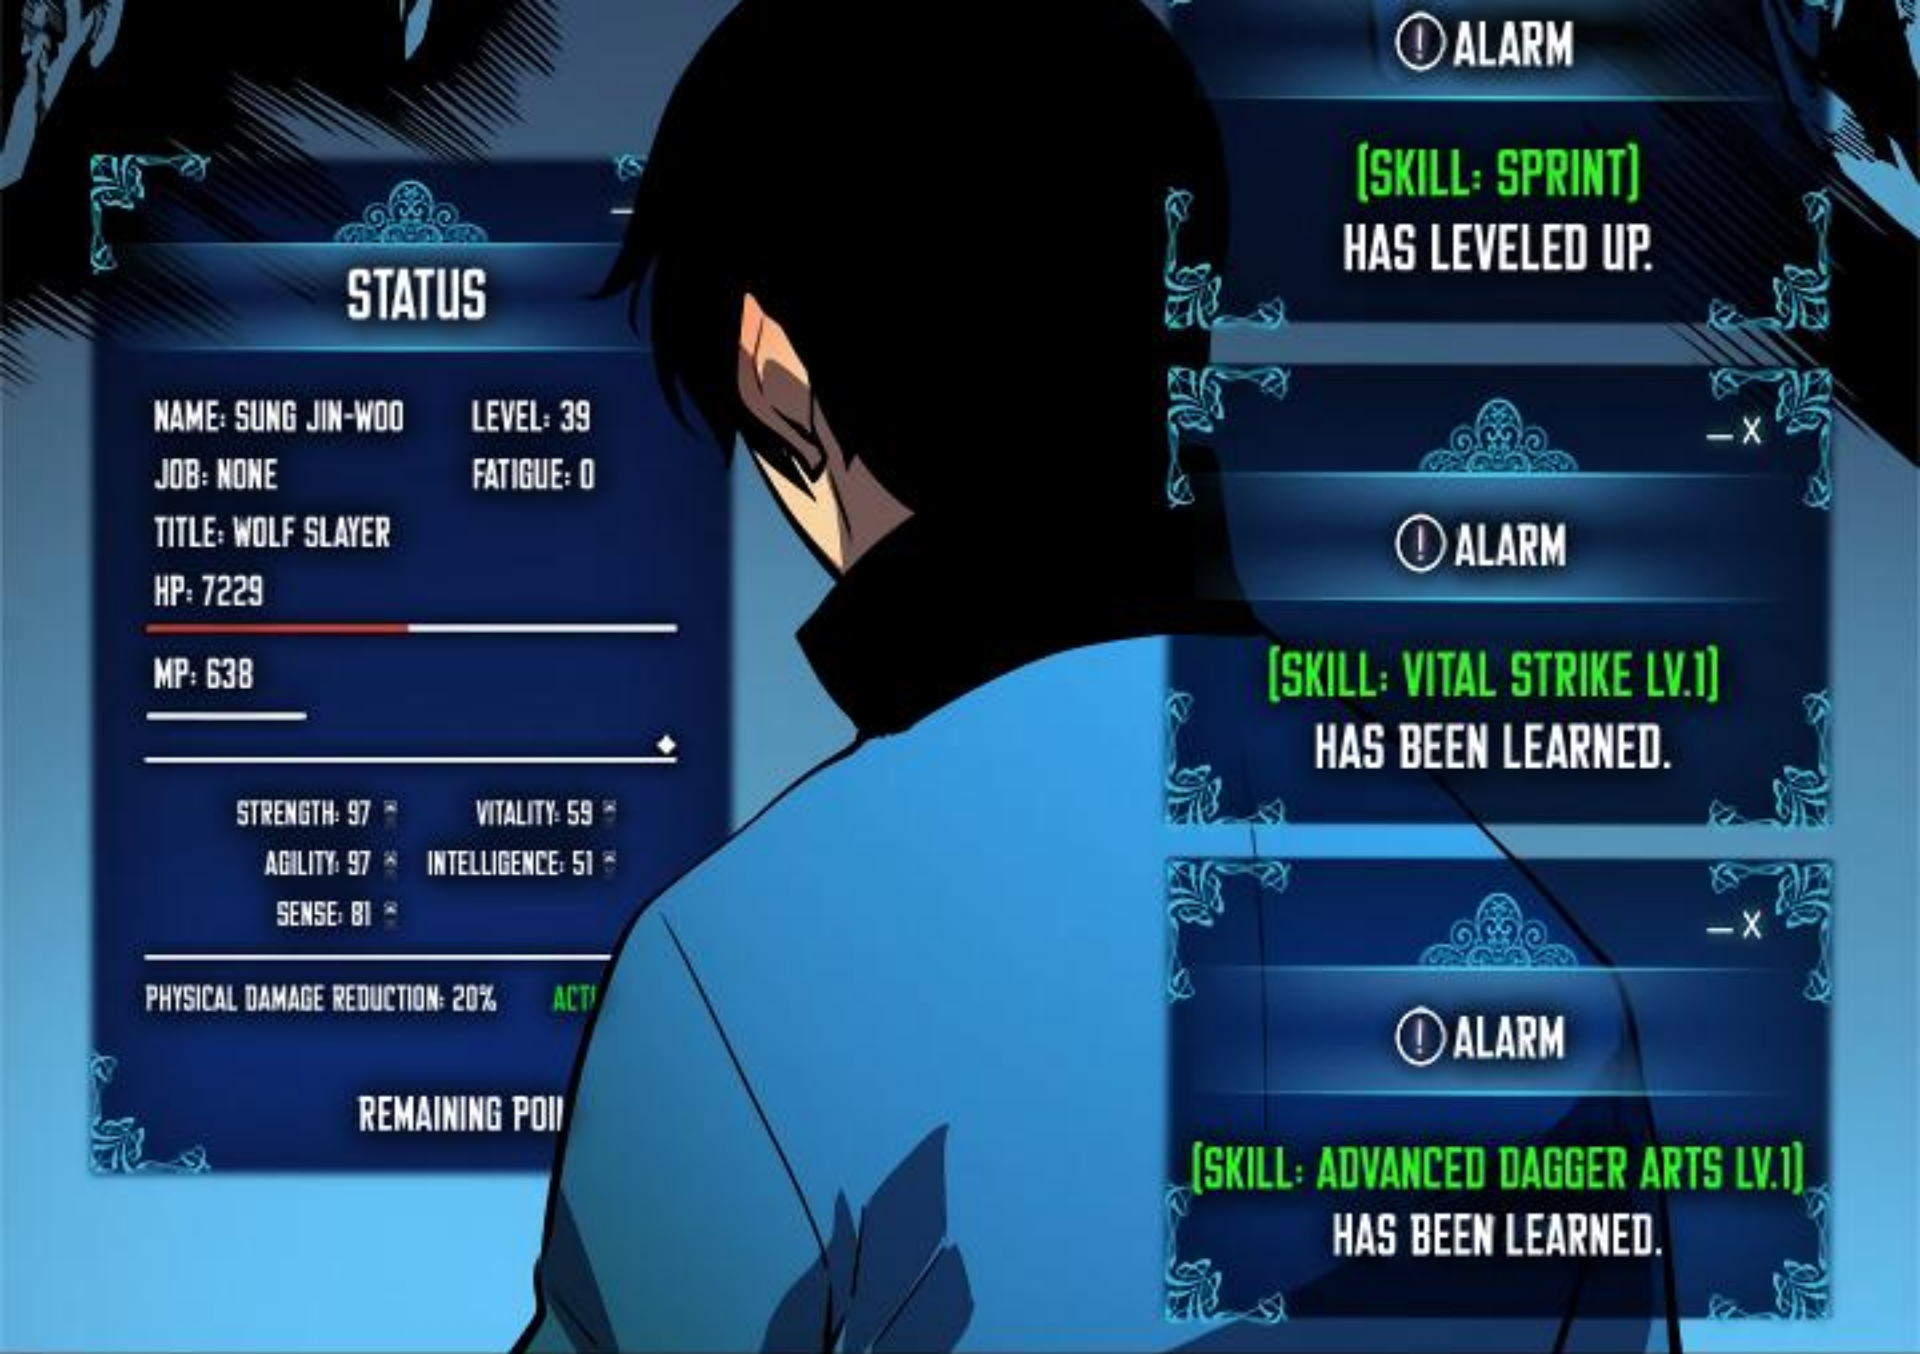 STATUS
NAME: SUNG JIN-WOO LEVEL: 39
JOB: NONE FATIGUE: 0
TITLE: WOLF SLAYER
HP: 7229
MP: 638
STRENGTH: 97 VITALITY: 59
AGILITY: 97 INTELLIGENCE: 51
SENSE: 81
PHYSICAL DAMAGE REDUCTION: 20%
REMAINING
! ALARM
[SKILL: SPRINT]
HAS LEVELED UP.
! ALARM
[SKILL: VITAL STRIKE LV.1]
HAS BEEN LEARNED.
! ALARM
[SKILL: ADVANCED DAGGER ARTS LV.1]
HAS BEEN LEARNED.